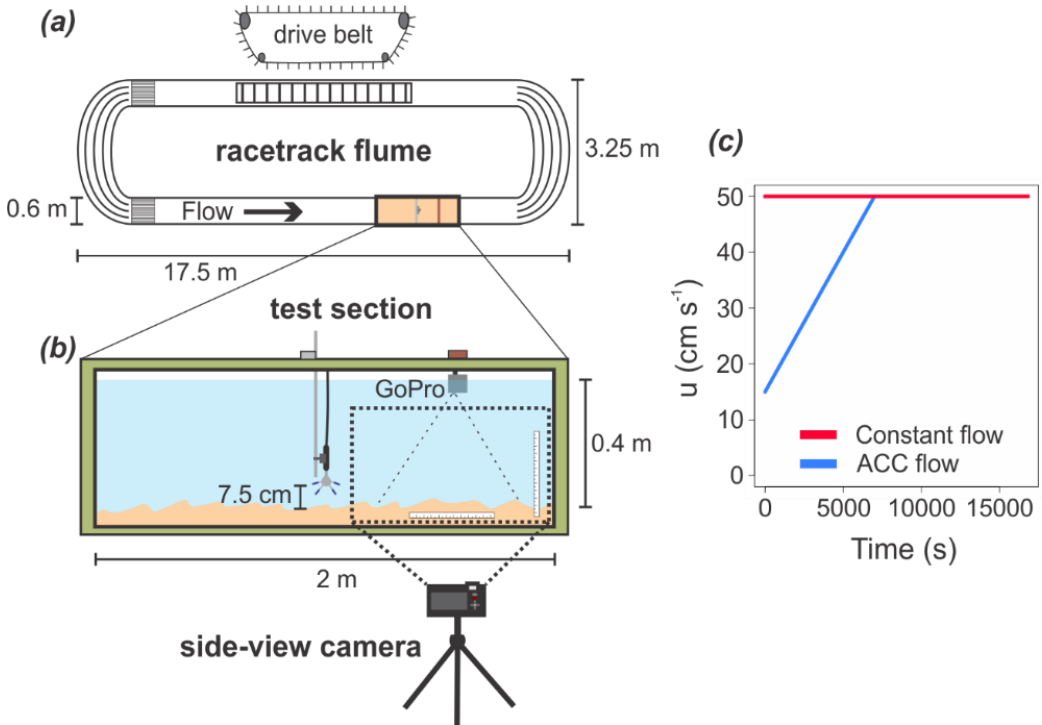 (a)
drive belt
racetrack flume
3.25 m
0.6 m
Flow
17.5 m
test section
(b)
GoPro
0.4 m
7.5 cm
2 m
side-view camera
(c)
50
40
30
20
10
0
u (cm s⁻¹)
Constant flow
ACC flow
0 5000 10000 15000
Time (s)